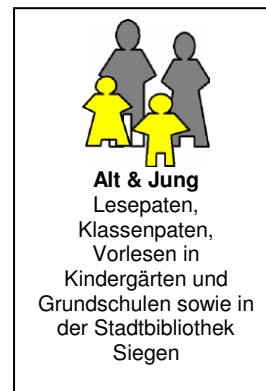 Alt & Jung
Lesepaten,
Klassenpaten,
Vorlesen in
Kindergärten und
Grundschulen sowie in
der Stadtbibliothek
Siegen